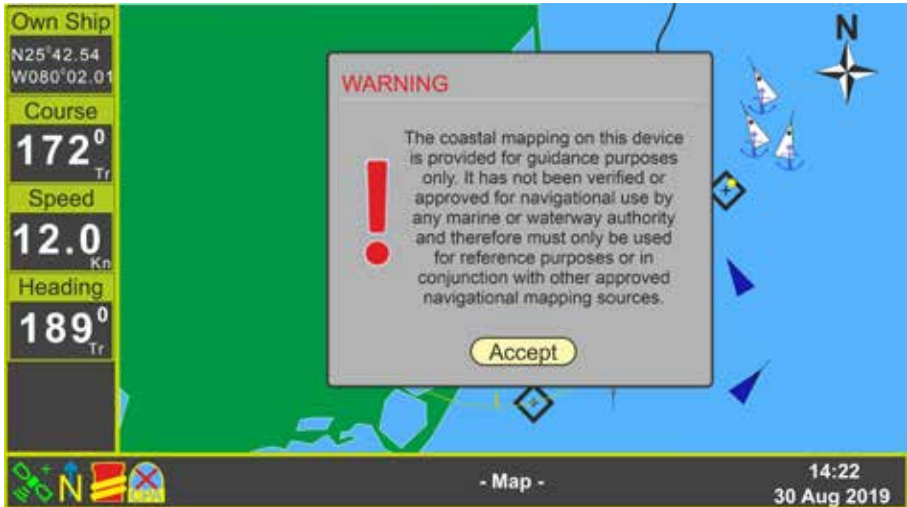 Own Ship
N25°42.54
W080°02.01
Course
172°
Tr
Speed
12.0
Kn
Heading
189°
Tr
N
WARNING
The coastal mapping on this device
is provided for guidance purposes
only. It has not been verified or
approved for navigational use by
any marine or waterway authority
and therefore must only be used
for reference purposes or in
conjunction with other approved
navigational mapping sources.
Accept
N
CPA
- Map -
14:22
30 Aug 2019